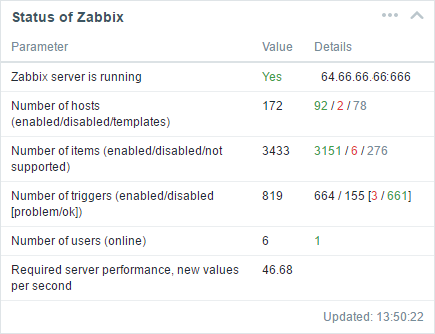 Status of Zabbix
Parameter Value Details
Zabbix server is running Yes 64.66.66.66:666
Number of hosts 172 92 / 2 / 78
(enabled/disabled/templates)
Number of items (enabled/disabled/not 3433 3151 / 6 / 276
supported)
Number of triggers (enabled/disabled 819 664 / 155 [3 / 661]
[problem/ok])
Number of users (online) 6 1
Required server performance, new values 46.68
per second
Updated: 13:50:22